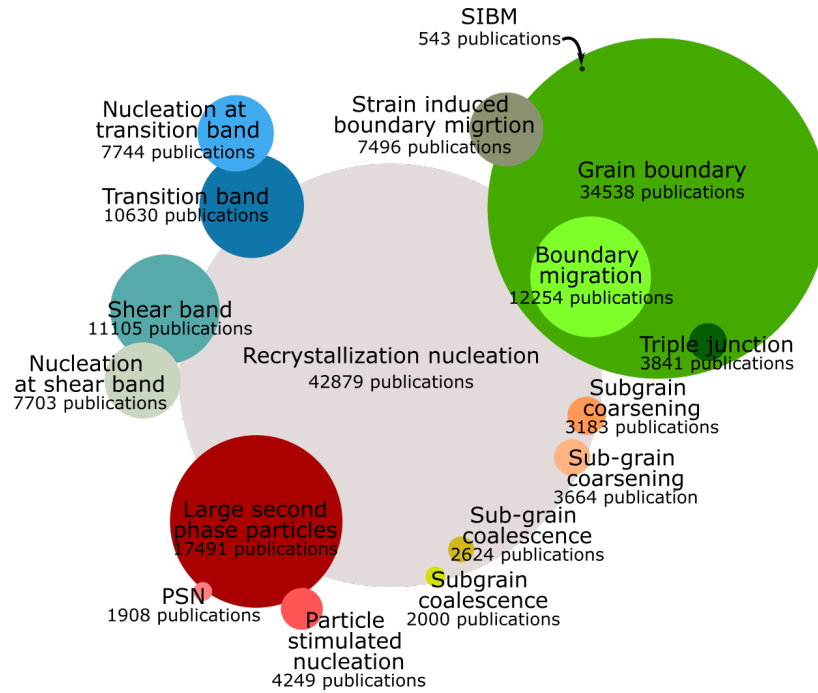 SIBM
543 publications
Nucleation at
transition band
7744 publications
Strain induced
boundary migrtion
7496 publications
Grain boundary
34538 publications
Transition band
10630 publications
Boundary
migration
12254 publications
Shear band
11105 publications
Triple junction
3841 publications
Recrystallization nucleation
42879 publications
Nucleation
at shear band
7703 publications
Subgrain
coarsening
3183 publications
Sub-grain
coarsening
3664 publication
Large second
phase particles
17491 publications
Sub-grain
coalescence
2624 publications
Subgrain
coalescence
2000 publications
PSN
1908 publications
Particle
stimulated
nucleation
4249 publications